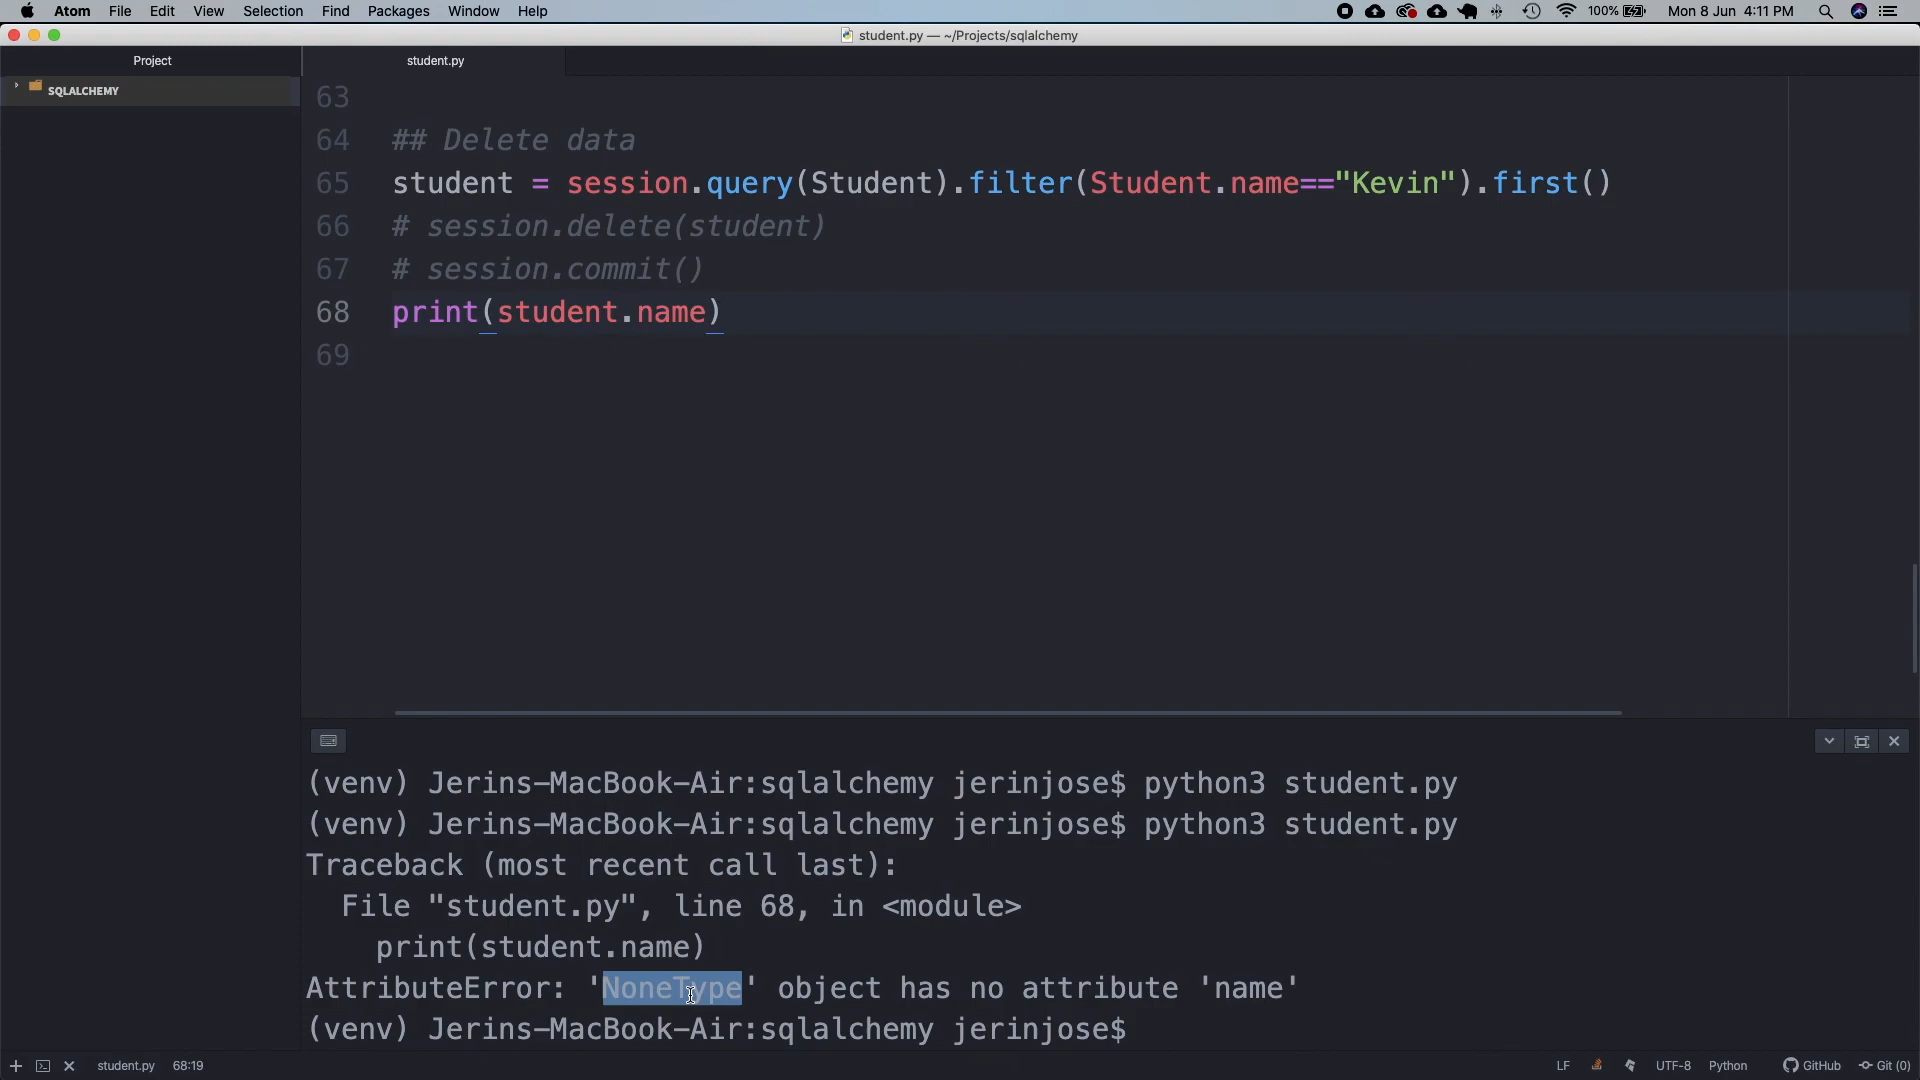 Atom File Edit View Selection Find Packages Window Help 100% Mon 8 Jun 4:11 PM
student.py — ~/Projects/sqlalchemy
Project student.py
SQLALCHEMY
63
64 ## Delete data
65 student = session.query(Student).filter(Student.name=="Kevin").first()
66 # session.delete(student)
67 # session.commit()
68 print(student.name)
69
(venv) Jerins-MacBook-Air:sqlalchemy jerinjose$ python3 student.py
(venv) Jerins-MacBook-Air:sqlalchemy jerinjose$ python3 student.py
Traceback (most recent call last):
File "student.py", line 68, in <module>
print(student.name)
AttributeError: 'NoneType' object has no attribute 'name'
(venv) Jerins-MacBook-Air:sqlalchemy jerinjose$
student.py 68:19 LF UTF-8 Python GitHub Git (0)